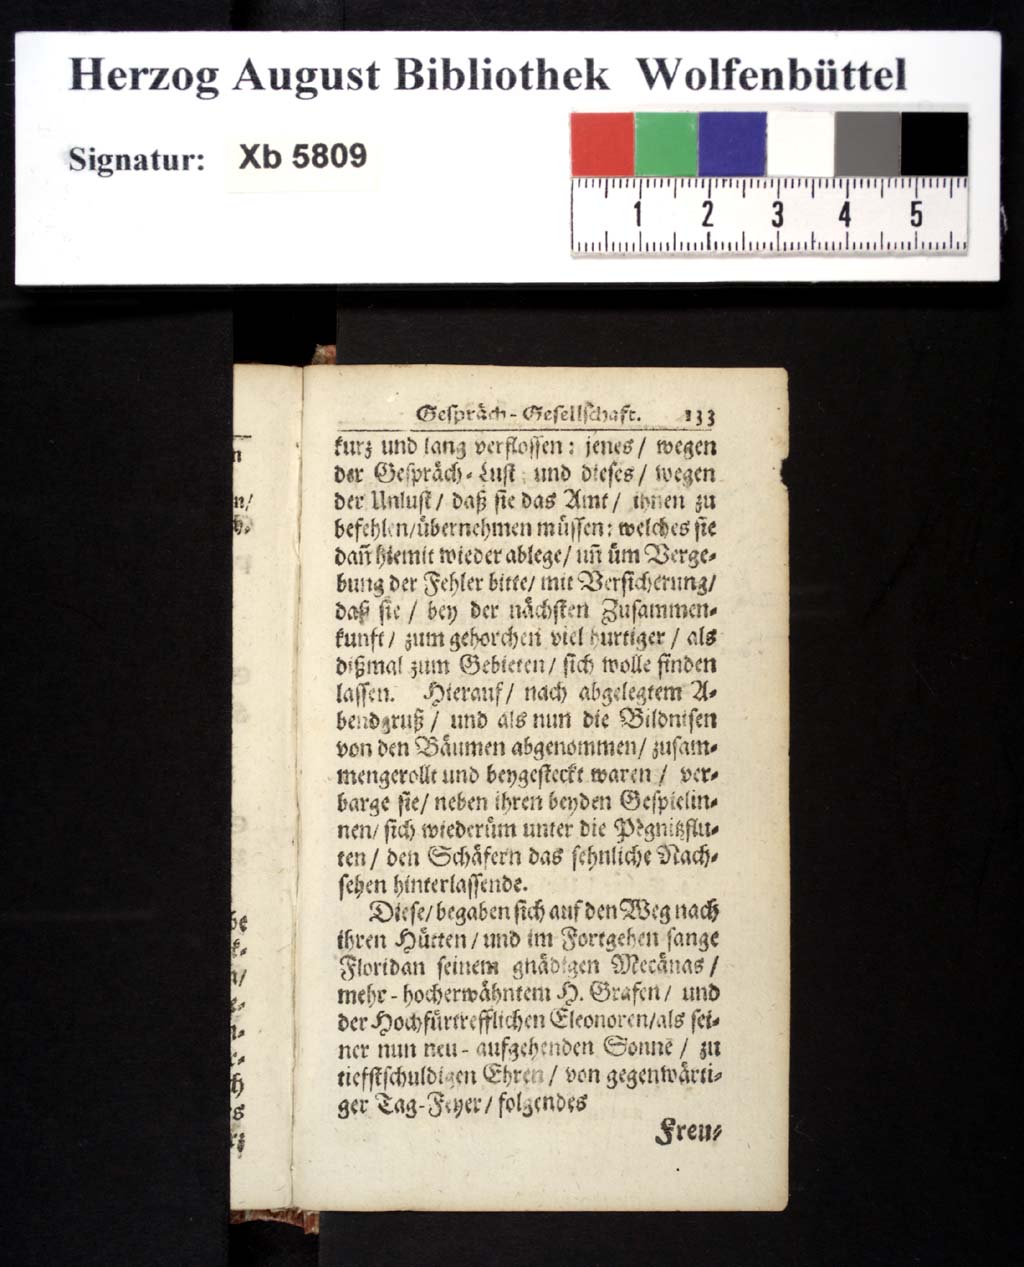 Herzog August Bibliothek Wolfenbüttel
Signatur: Xb 5809
1 2 3 4 5
Gespräch-Gesellschaft. 133
kurz und lang verflossen: jenes/ wegen
der Gespräch-Lust und dieses/ wegen
der Unlust/ daß sie das Amt/ ihnen zu
befehlen/übernehmen müssen: welches sie
dañ hiemit wieder ablege/ uñ üm Verge-
bung der Fehler bitte/ mit Versicherung/
daß sie / bey der nächsten Zusammen-
kunft/ zum gehorchen viel hurtiger / als
dißmal zum Gebieten/ sich wolle finden
lassen. Hierauf/ nach abgelegtem A-
bendgruß / und als nun die Bildnisen
von den Bäumen abgenommen/ zusam-
mengerollt und beygesteckt waren / ver-
barge sie/ neben ihren beyden Gespielin-
nen/ sich wiederüm unter die Pegnitzflu-
ten / den Schäfern das sehnliche Nach-
sehen hinterlassende.
Diese/ begaben sich auf den Weg nach
ihren Hütten / und im Fortgehen sange
Floridan seinem gnädigen Mecänas /
mehr-hocherwähntem H. Grafen/ und
der Hochfürtrefflichen Eleonoren/als sei-
ner nun neu-aufgehenden Sonne / zu
tiefstschuldigen Ehren / von gegenwärti-
ger Tag-Feyer/ folgendes
Freu-